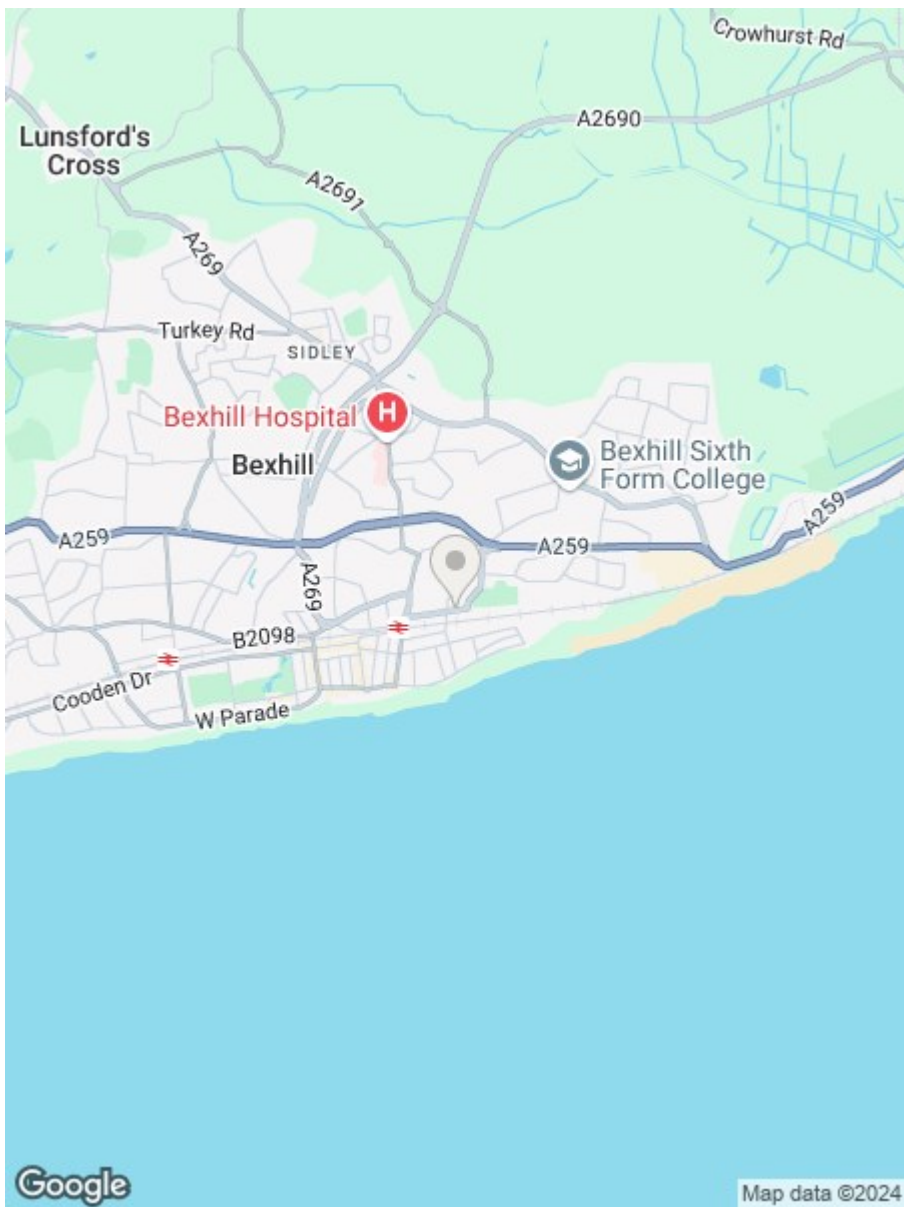 Crowhurst Rd
A2690
Lunsford's
Cross
A2691
A269
Turkey Rd
SIDLEY
Bexhill Hospital
H
Bexhill
Bexhill Sixth
Form College
A259
A259
A259
A269
B2098
Cooden Dr
W Parade
Google
Map data ©2024